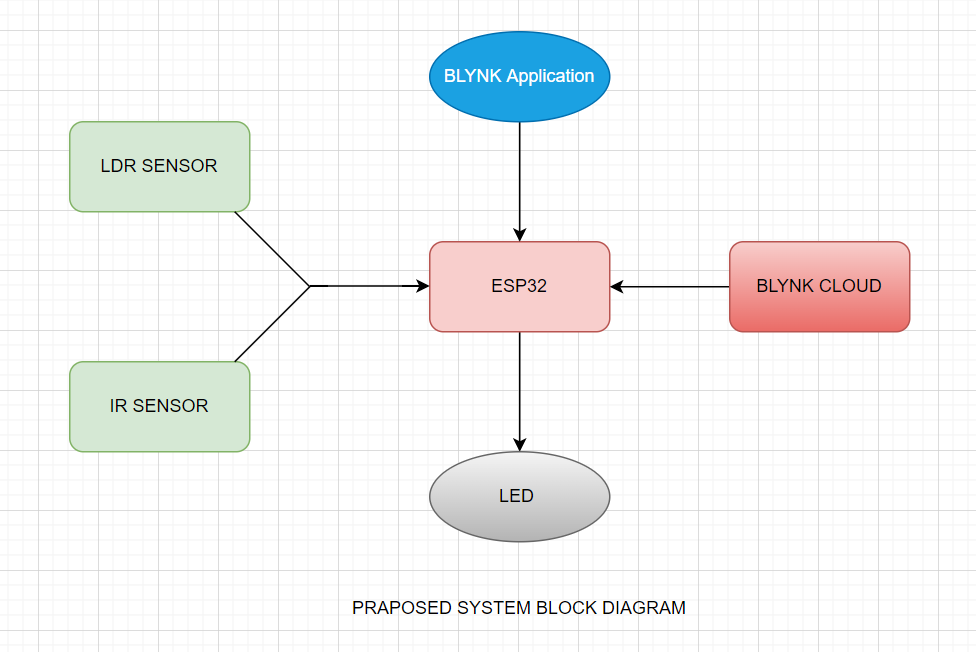 BLYNK Application
LDR SENSOR
ESP32
BLYNK CLOUD
IR SENSOR
LED
PRAPOSED SYSTEM BLOCK DIAGRAM